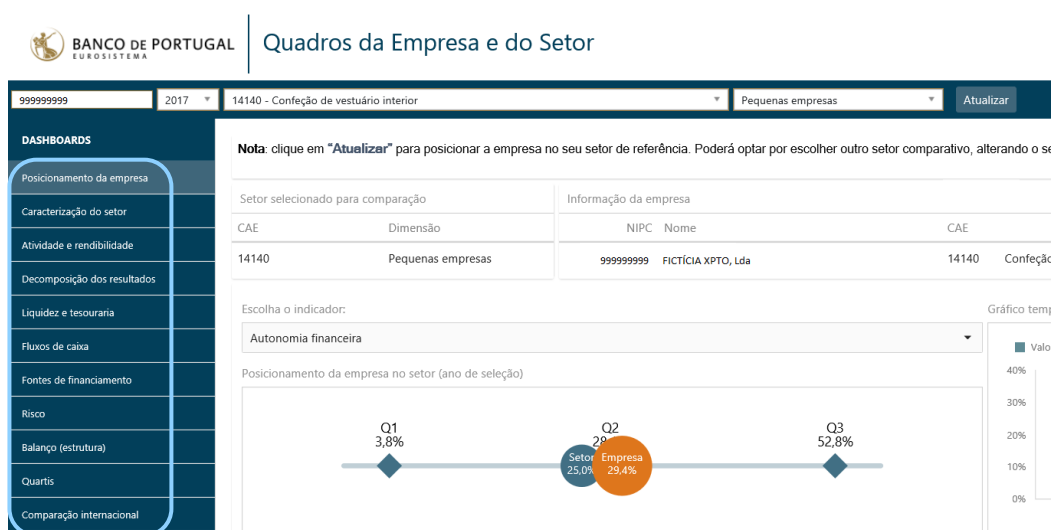 BANCO DE PORTUGAL
EUROSISTEMA
Quadros da Empresa e do Setor
999999999 2017 14140 - Confeção de vestuário interior Pequenas empresas Atualizar
DASHBOARDS
Posicionamento da empresa
Caracterização do setor
Atividade e rendibilidade
Decomposição dos resultados
Liquidez e tesouraria
Fluxos de caixa
Fontes de financiamento
Risco
Balanço (estrutura)
Quartis
Comparação internacional
Nota: clique em "Atualizar" para posicionar a empresa no seu setor de referência. Poderá optar por escolher outro setor comparativo, alterando o
Setor selecionado para comparação Informação da empresa
CAE Dimensão NIPC Nome CAE
14140 Pequenas empresas 999999999 FICTÍCIA XPTO, Lda 14140 Confeção
Escolha o indicador:
Autonomia financeira
Posicionamento da empresa no setor (ano de seleção)
Q1 Q2 Q3
3,8% 52,8%
Setor Empresa
25,0% 29,4%
Gráfico
40%
30%
20%
10%
0%